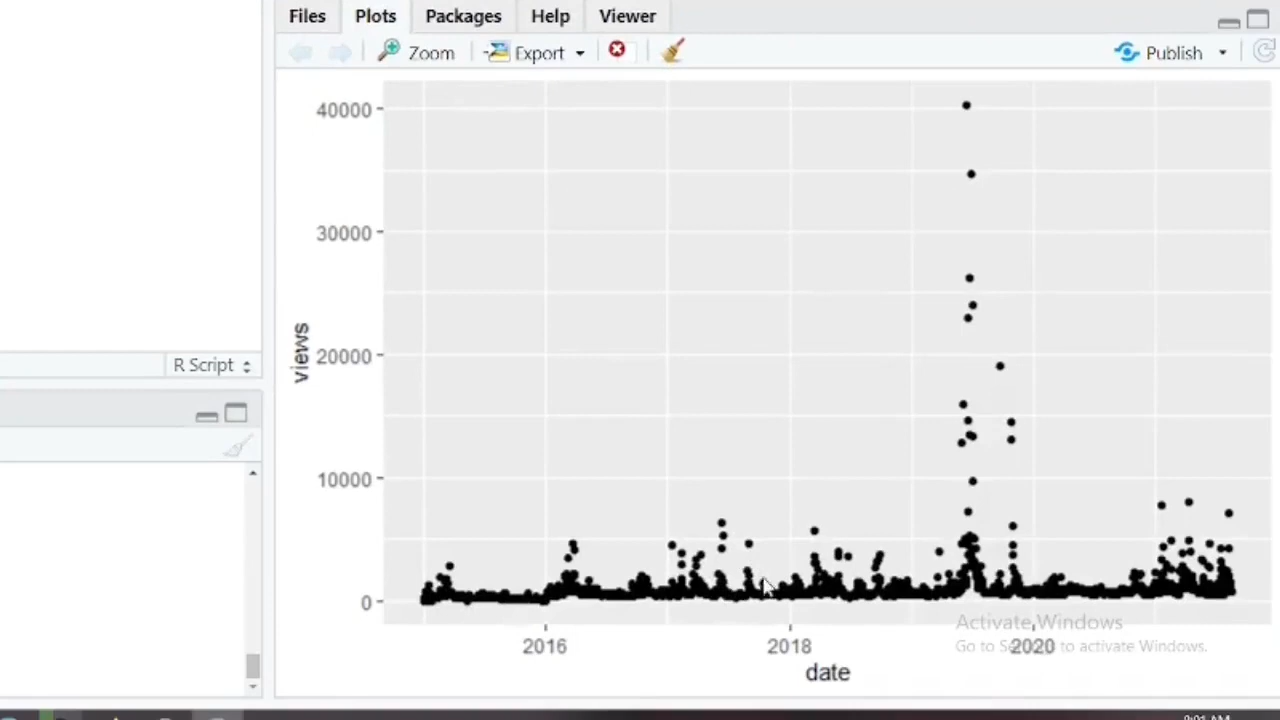 Files Plots Packages Help Viewer
Zoom Export Publish
40000
30000
20000
10000
0
views
R Script
2016 2018 2020
date
Activate Windows
Go to Se to activate Windows.